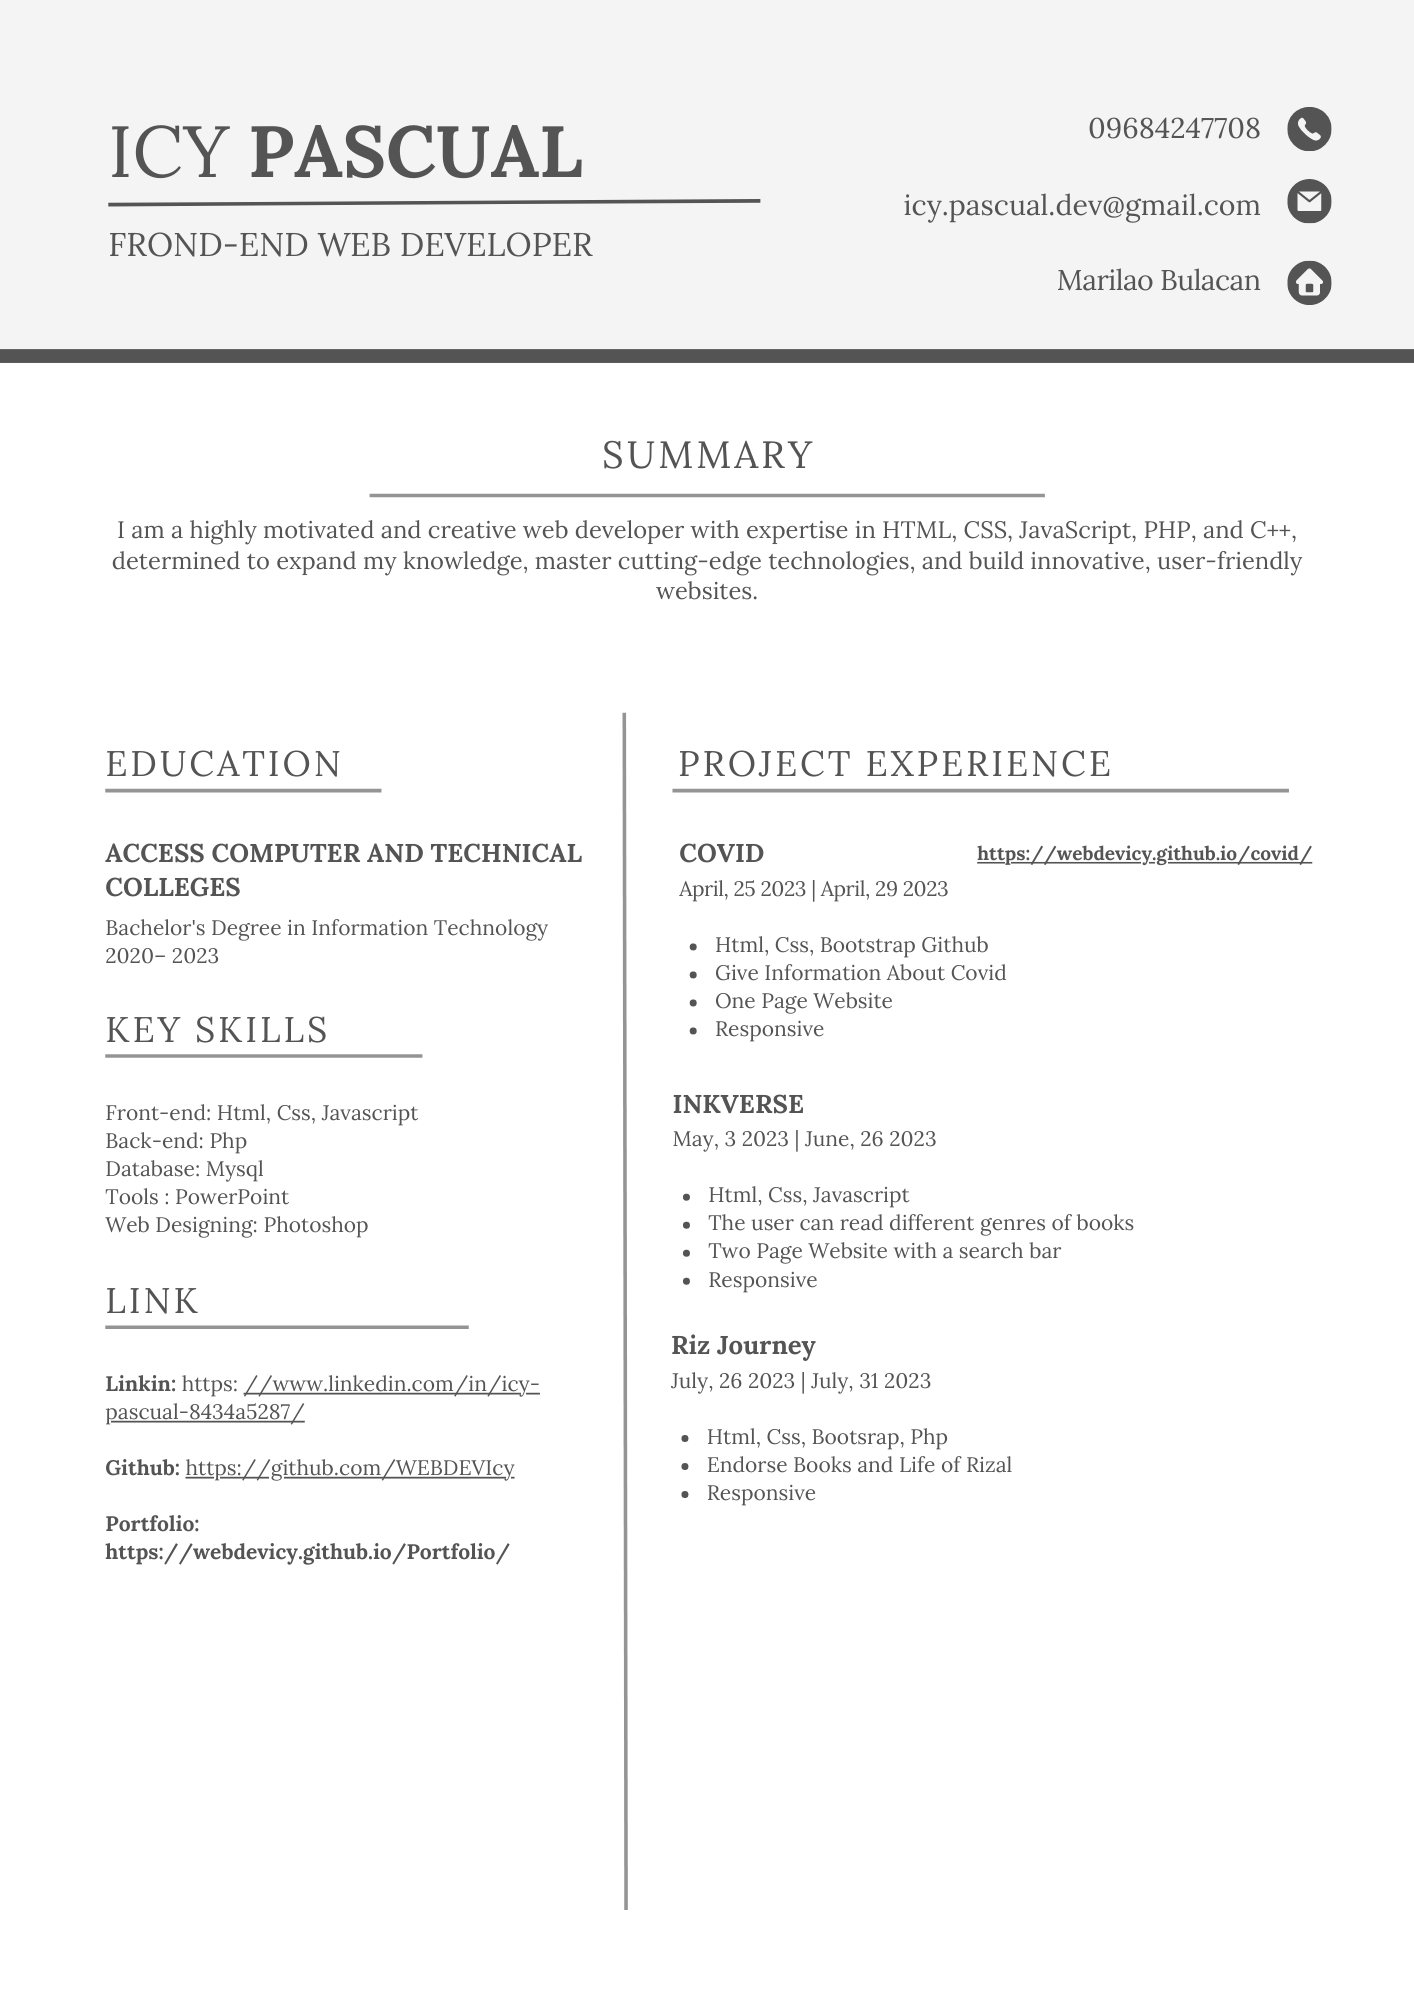 ICY PASCUAL
FROND-END WEB DEVELOPER
09684247708
icy.pascual.dev@gmail.com
Marilao Bulacan
SUMMARY
I am a highly motivated and creative web developer with expertise in HTML, CSS, JavaScript, PHP, and C++,
determined to expand my knowledge, master cutting-edge technologies, and build innovative, user-friendly
websites.
EDUCATION
ACCESS COMPUTER AND TECHNICAL
COLLEGES
Bachelor's Degree in Information Technology
2020– 2023
KEY SKILLS
Front-end: Html, Css, Javascript
Back-end: Php
Database: Mysql
Tools : PowerPoint
Web Designing: Photoshop
LINK
Linkin: https: //www.linkedin.com/in/icy-
pascual-8434a5287/
Github: https://github.com/WEBDEVIcy
Portfolio:
https://webdevicy.github.io/Portfolio/
PROJECT EXPERIENCE
COVID https://webdevicy.github.io/covid/
April, 25 2023 | April, 29 2023
• Html, Css, Bootstrap Github
• Give Information About Covid
• One Page Website
• Responsive
INKVERSE
May, 3 2023 | June, 26 2023
• Html, Css, Javascript
• The user can read different genres of books
• Two Page Website with a search bar
• Responsive
Riz Journey
July, 26 2023 | July, 31 2023
• Html, Css, Bootsrap, Php
• Endorse Books and Life of Rizal
• Responsive